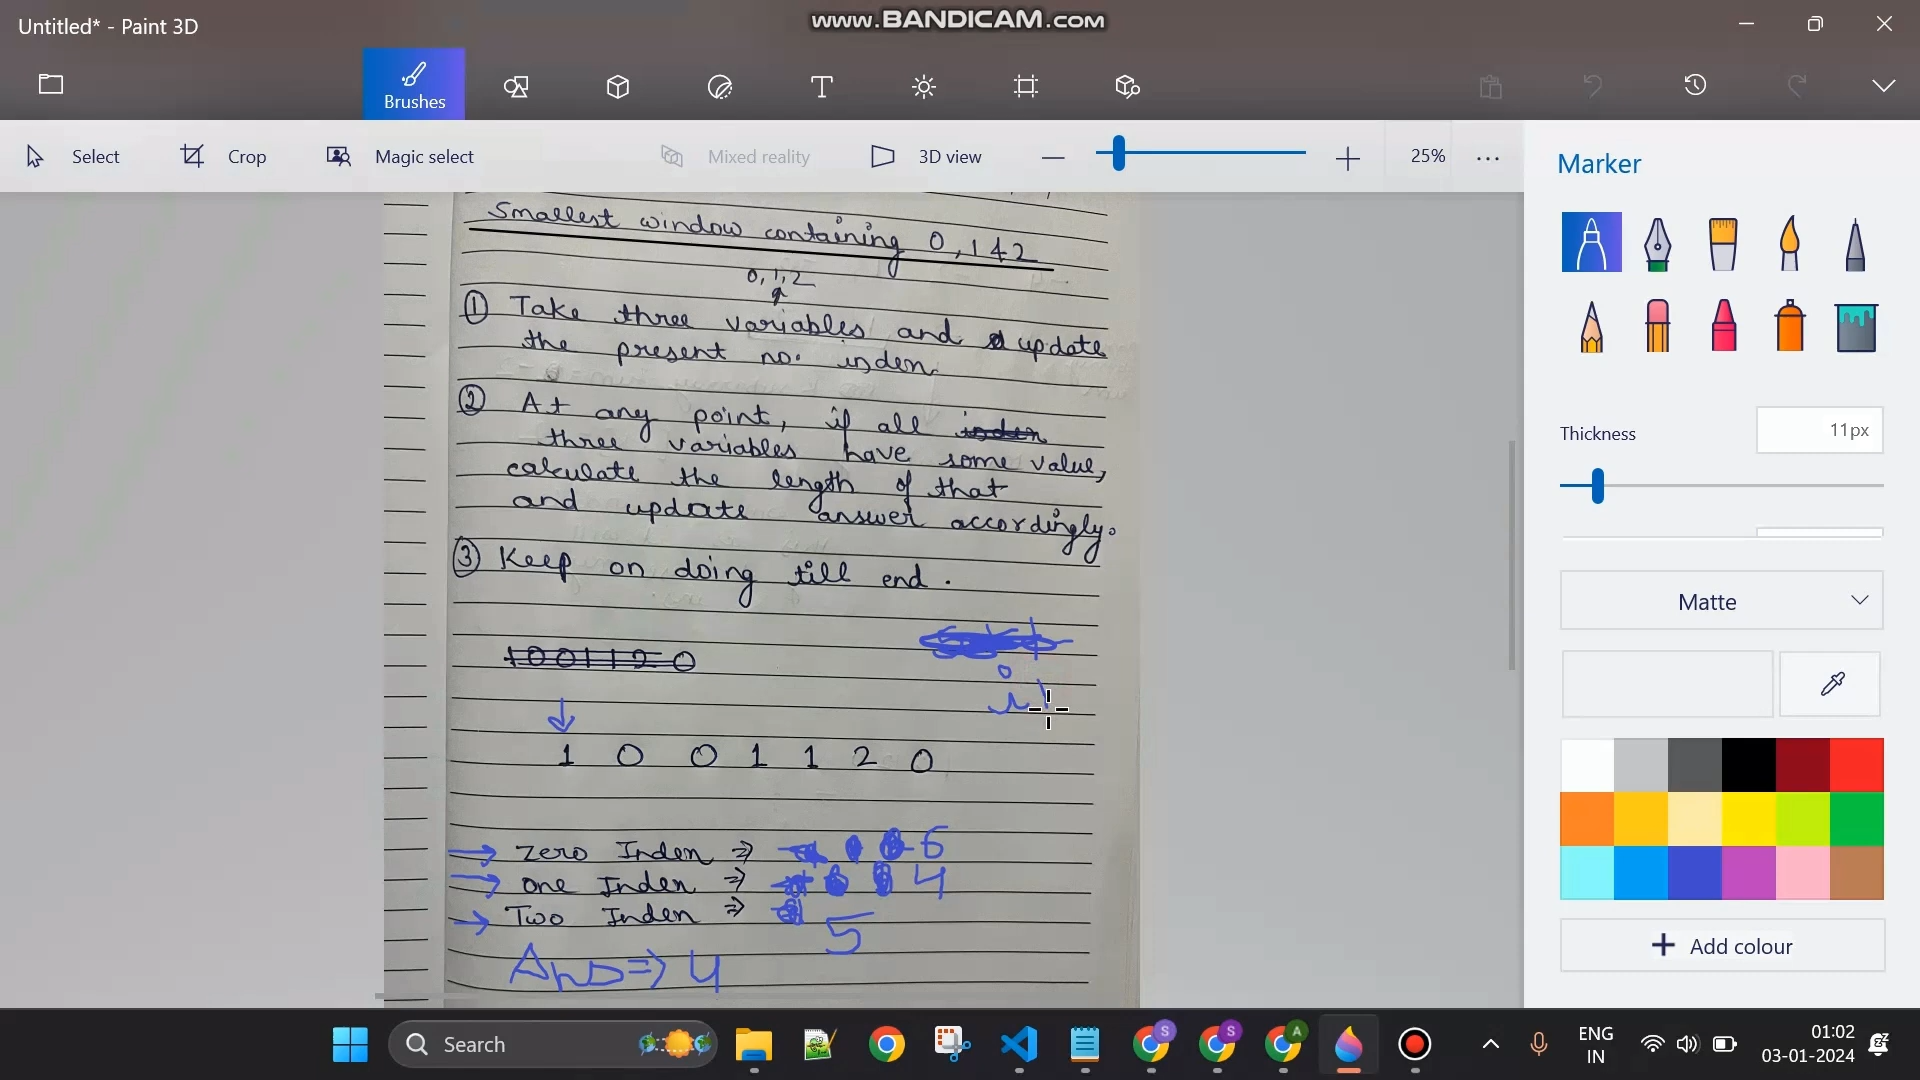 Untitled* - Paint 3D
www.BANDICAM.com
Brushes
Select
Crop
Magic select
Mixed reality
3D view
25%
Marker
Smallest window containing 0,1 & 2
0,1,2
① Take three variables and update
the present no. index
② At any point, if all
three variables have some value,
calculate the length of that
and update answer accordingly.
③ Keep on doing till end.
1001120
1 0 0 1 1 2 0
→ Zero Index ⇒ 6
→ one Index ⇒ 4
→ Two Index ⇒ 5
Ans => 4
Thickness
11px
Matte
+ Add colour
Search
S
S
A
ENG
IN
01:02
03-01-2024